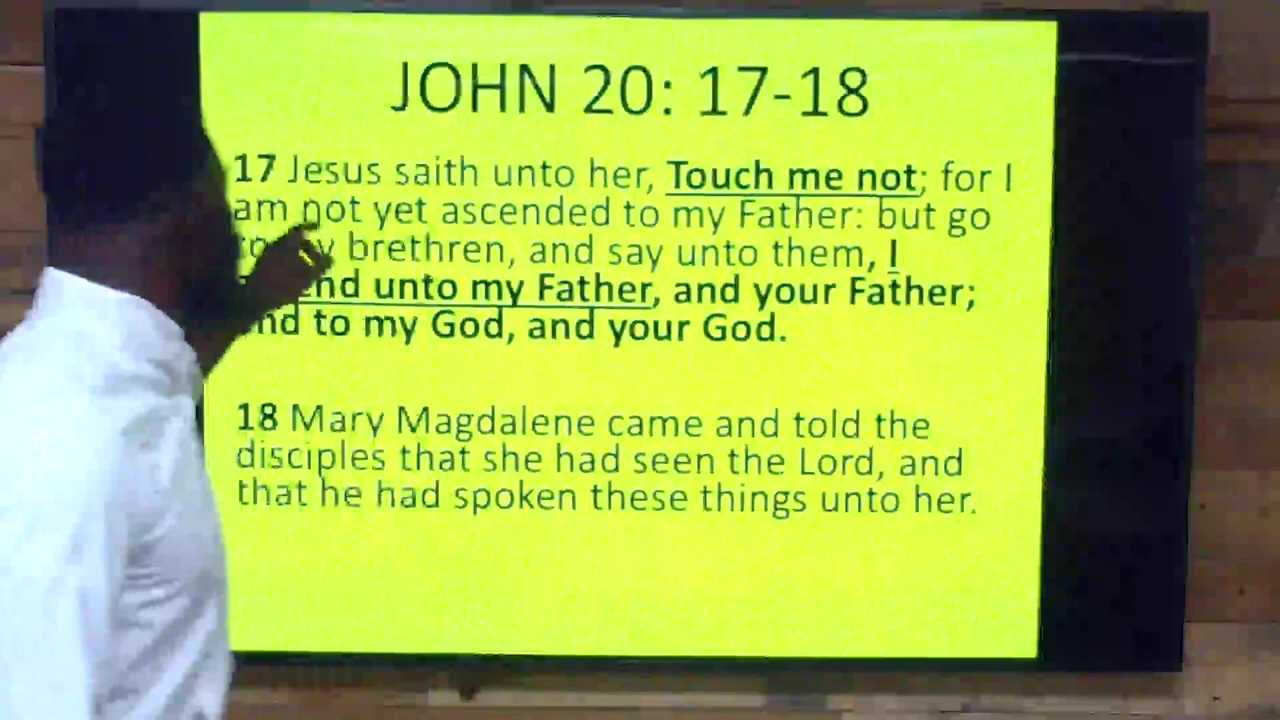 JOHN 20: 17-18
17 Jesus saith unto her, Touch me not; for I
am not yet ascended to my Father: but go
brethren, and say unto them, I
unto my Father, and your Father;
and to my God, and your God.
18 Mary Magdalene came and told the
disciples that she had seen the Lord, and
that he had spoken these things unto her.